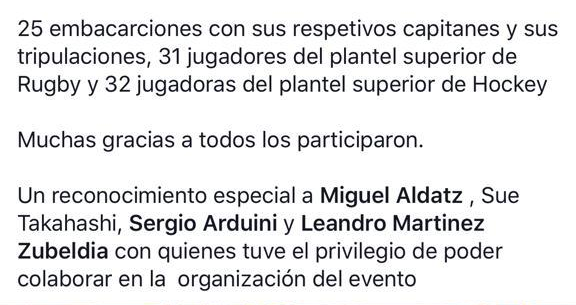 25 embacarciones con sus respetivos capitanes y sus
tripulaciones, 31 jugadores del plantel superior de
Rugby y 32 jugadoras del plantel superior de Hockey
Muchas gracias a todos los participaron.
Un reconocimiento especial a Miguel Aldatz , Sue
Takahashi, Sergio Arduini y Leandro Martinez
Zubeldia con quienes tuve el privilegio de poder
colaborar en la  organización del evento